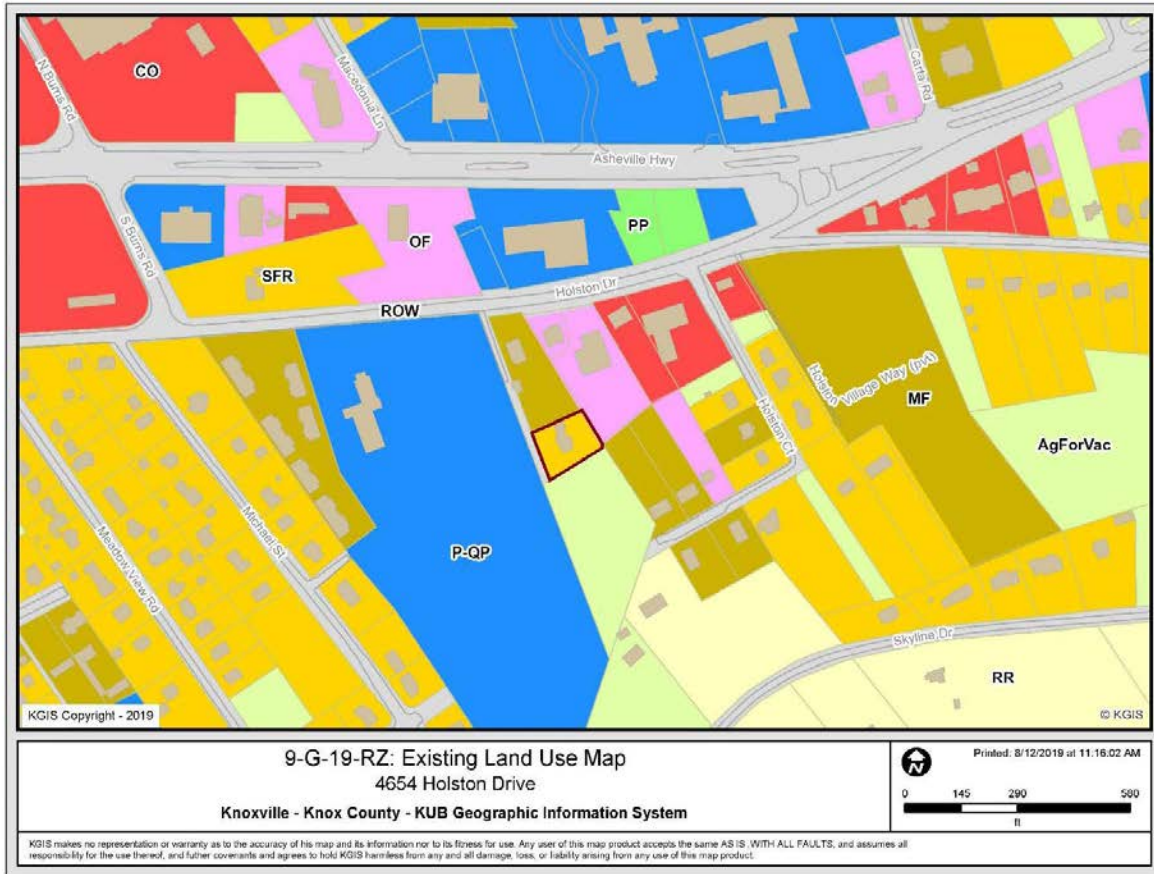 CO
N Burns Rd
Macedonia Ln
Carta Rd
Asheville Hwy
S Burns Rd
OF
PP
SFR
Holston Dr
ROW
Holston Village Way (pvt)
MF
Holston Ct
AgForVac
Michael St
Meadow View Rd
P-QP
Skyline Dr
RR
KGIS Copyright - 2019
© KGIS
9-G-19-RZ: Existing Land Use Map
4654 Holston Drive
Knoxville - Knox County - KUB Geographic Information System
N
Printed: 8/12/2019 at 11:16:02 AM
0 145 290 580
ft
KGIS makes no representation or warranty as to the accuracy of his map and its information nor to its fitness for use. Any user of this map product accepts the same AS IS ,WITH ALL FAULTS, and assumes all
responsibility for the use thereof, and futher covenants and agrees to hold KGIS harmless from any and all damage, loss, or liability arising from any use of this map product.